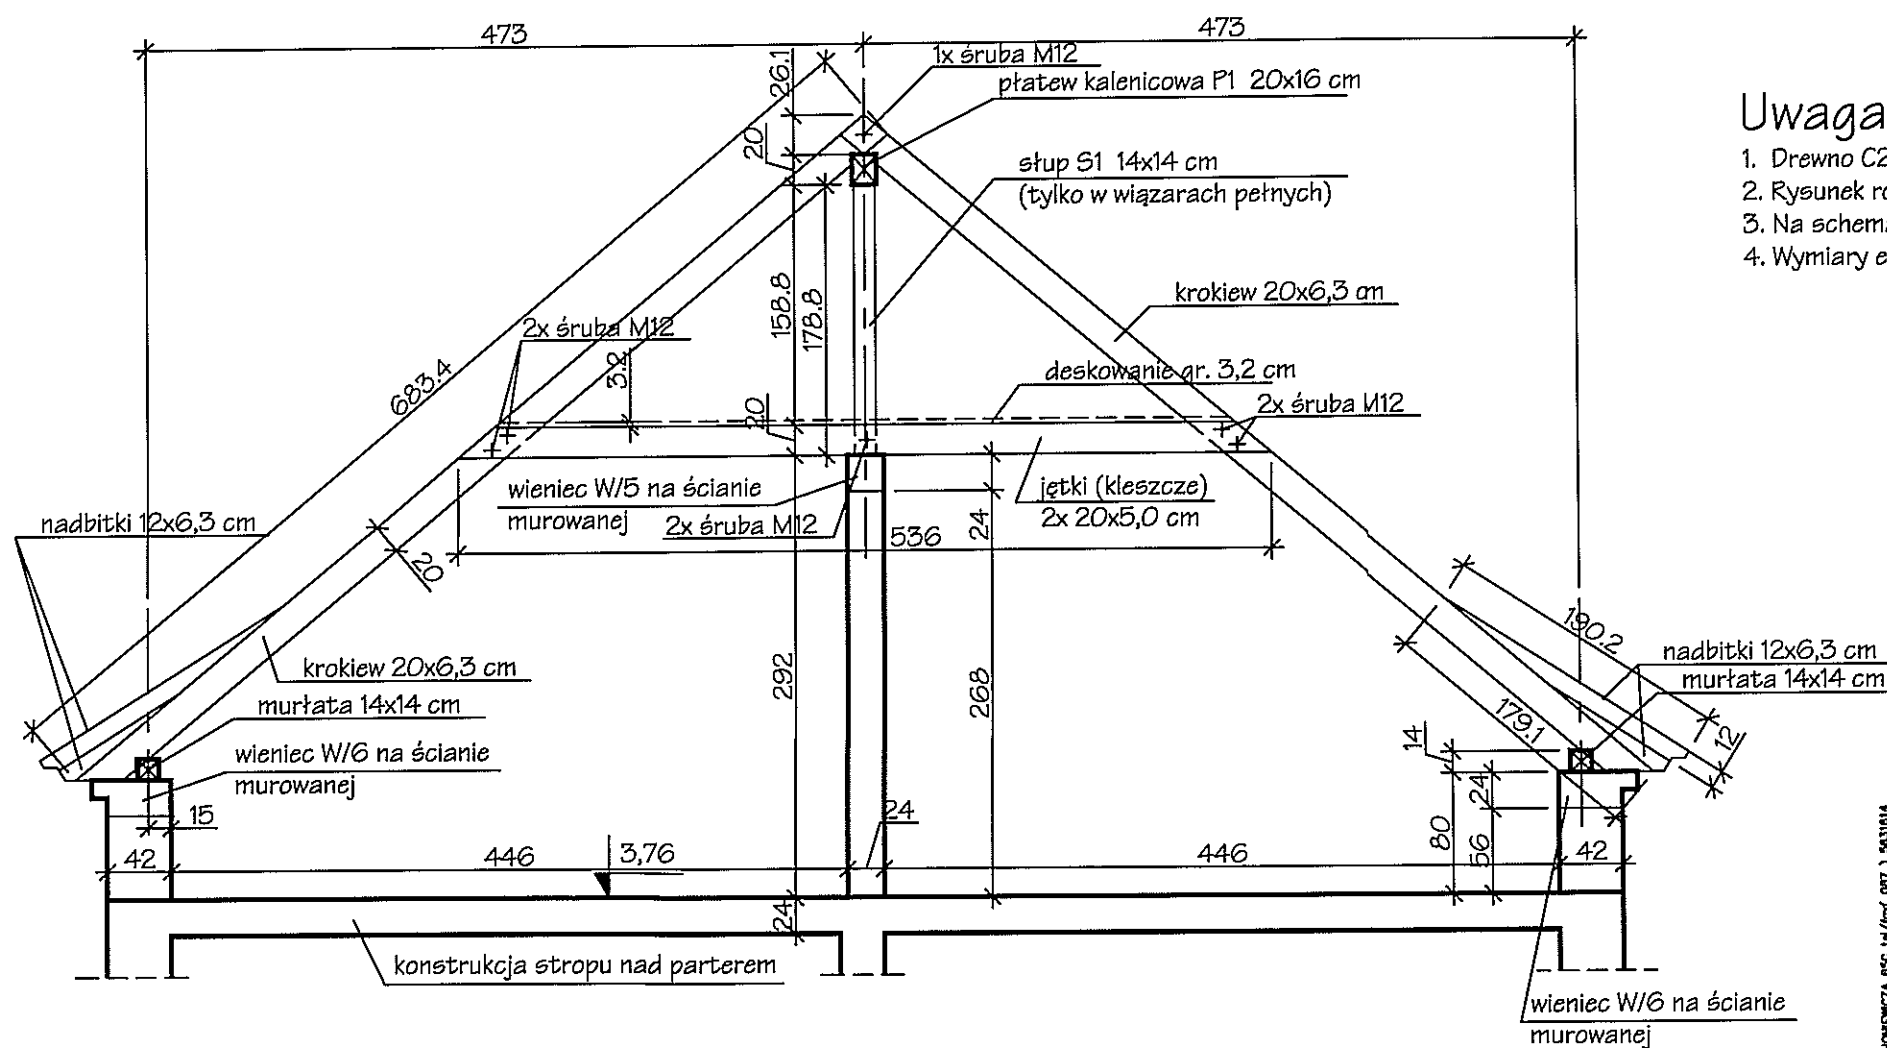 473
473
26.1
1x śruba M12
płatew kalenicowa P1 20x16 cm
20
słup S1 14x14 cm
(tylko w wiązarach pełnych)
Uwaga
1. Drewno C2
2. Rysunek
3. Na schem
4. Wymiary
158.8
178.8
krokiew 20x6,3 cm
2x śruba M12
3.2
683.4
deskowanie gr. 3,2 cm
2x śruba M12
20
wieniec W/5 na ścianie
murowanej
2x śruba M12
jętki (kleszcze)
2x 20x5,0 cm
24
536
nadbitki 12x6,3 cm
20
190.2
nadbitki 12x6,3 cm
murłata 14x14 cm
krokiew 20x6,3 cm
murłata 14x14 cm
wieniec W/6 na ścianie
murowanej
292
268
179.1
12
14
15
24
80
24
56
42
446
3,76
446
42
24
konstrukcja stropu nad parterem
wieniec W/6 na ścianie
murowanej